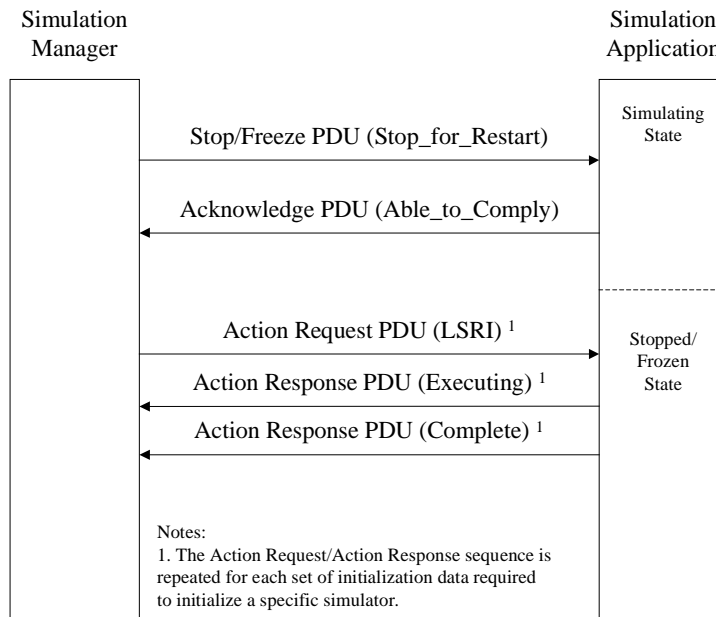 Simulation
Manager
Simulation
Application
Simulating
State
Stop/Freeze PDU (Stop_for_Restart)
Acknowledge PDU (Able_to_Comply)
Action Request PDU (LSRI) 1
Stopped/
Frozen
State
Action Response PDU (Executing) 1
Action Response PDU (Complete) 1
Notes:
1. The Action Request/Action Response sequence is
repeated for each set of initialization data required
to initialize a specific simulator.